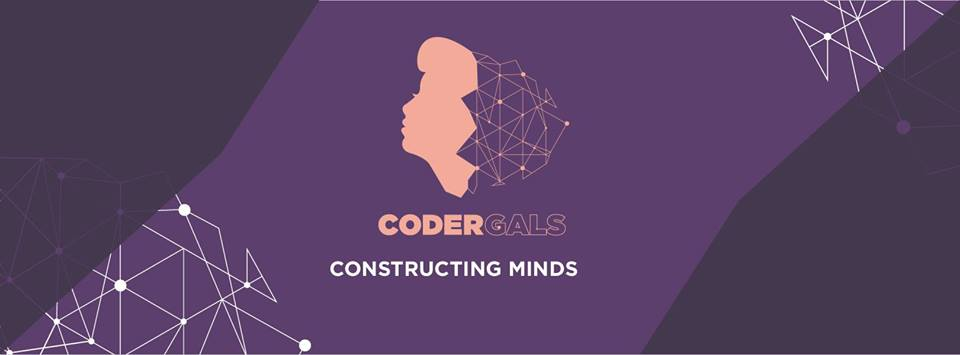 CODERGALS
CONSTRUCTING MINDS